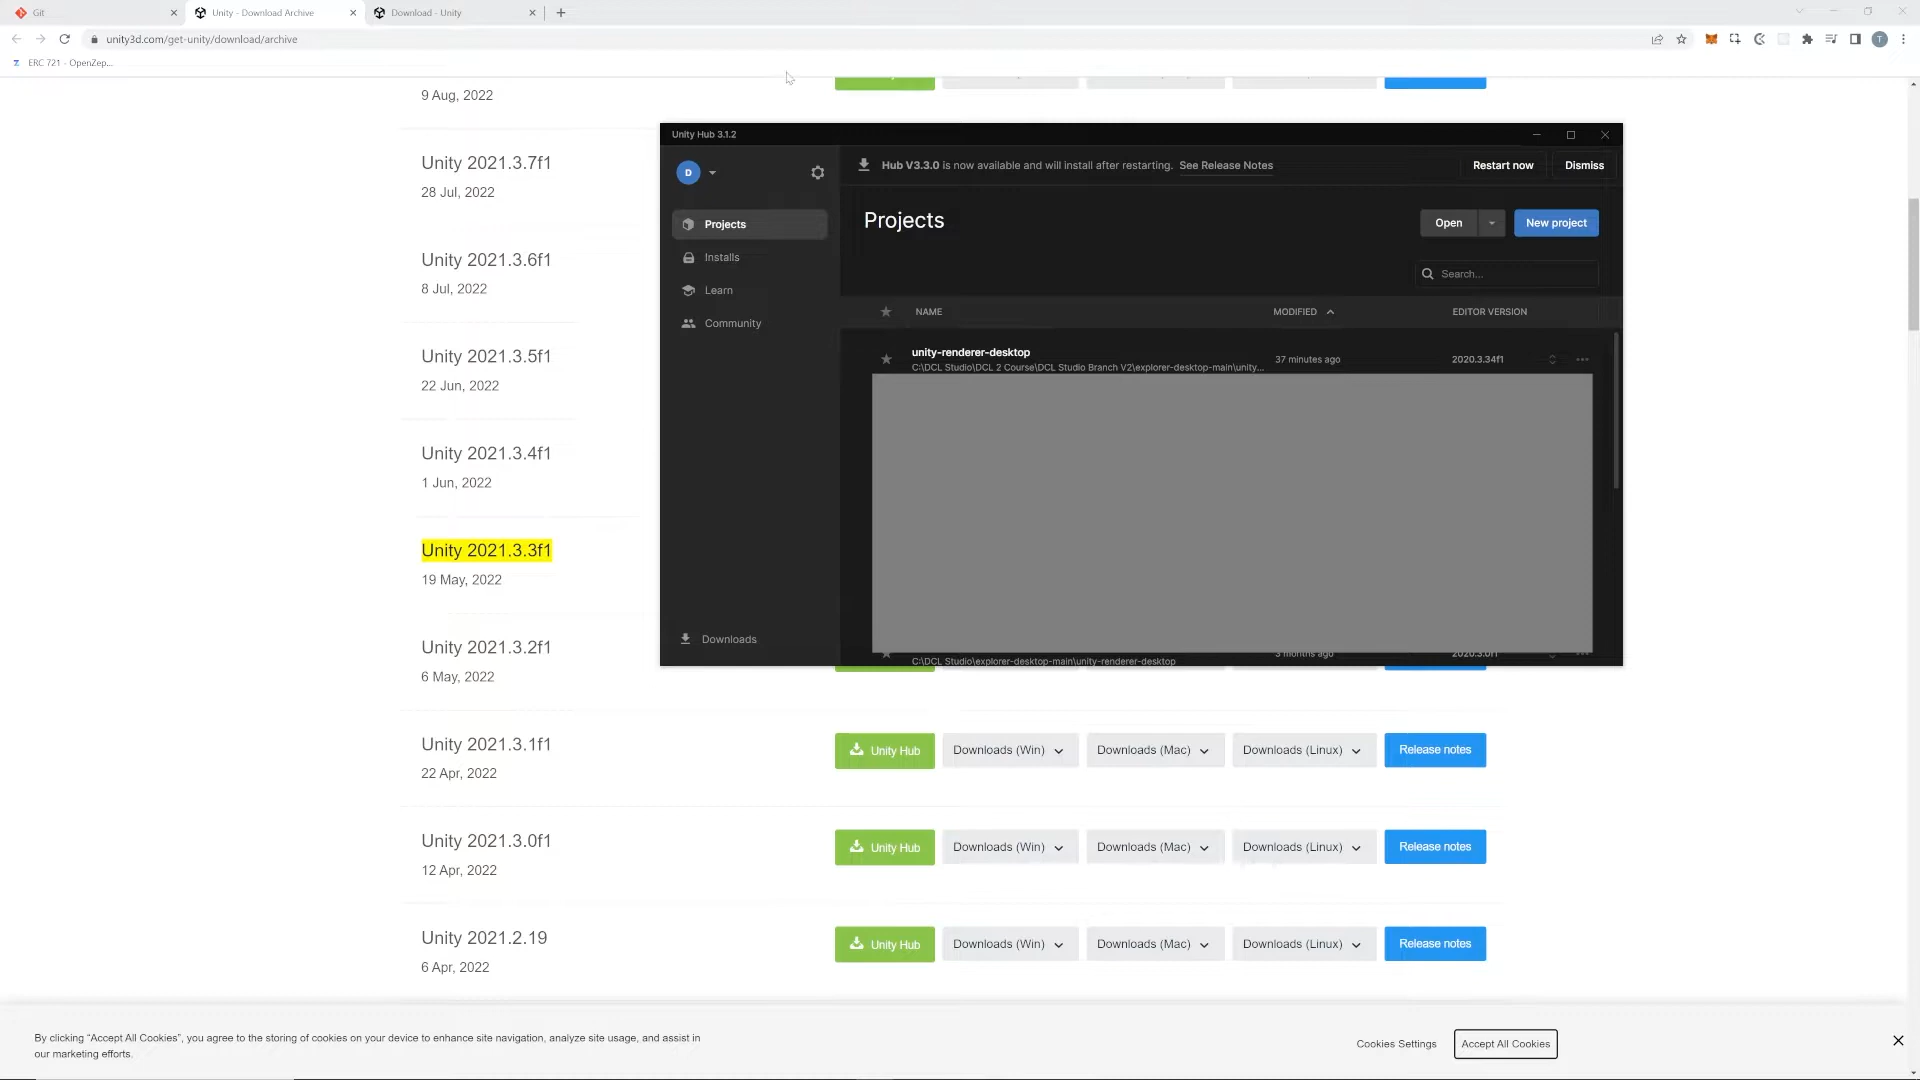 Git
Unity - Download Archive
Download - Unity
unity3d.com/get-unity/download/archive
T
ERC 721 - OpenZep...
9 Aug, 2022
Unity 2021.3.7f1
28 Jul, 2022
Unity 2021.3.6f1
8 Jul, 2022
Unity 2021.3.5f1
22 Jun, 2022
Unity 2021.3.4f1
1 Jun, 2022
Unity 2021.3.3f1
19 May, 2022
Unity 2021.3.2f1
6 May, 2022
Unity Hub 3.1.2
D
Hub V3.3.0 is now available and will install after restarting. See Release Notes
Restart now
Dismiss
Projects
Installs
Learn
Community
Downloads
Projects
Open
New project
Search...
NAME
MODIFIED
EDITOR VERSION
unity-renderer-desktop
37 minutes ago
2020.3.34f1
C:\DCL Studio\DCL 2 Course\DCL Studio Branch V2\explorer-desktop-main\unity...
3 months ago
2020.3.0f1
C:\DCL Studio\explorer-desktop-main\unity-renderer-desktop
Unity 2021.3.1f1
22 Apr, 2022
Unity Hub
Downloads (Win)
Downloads (Mac)
Downloads (Linux)
Release notes
Unity 2021.3.0f1
12 Apr, 2022
Unity Hub
Downloads (Win)
Downloads (Mac)
Downloads (Linux)
Release notes
Unity 2021.2.19
6 Apr, 2022
Unity Hub
Downloads (Win)
Downloads (Mac)
Downloads (Linux)
Release notes
By clicking “Accept All Cookies”, you agree to the storing of cookies on your device to enhance site navigation, analyze site usage, and assist in
our marketing efforts.
Cookies Settings
Accept All Cookies